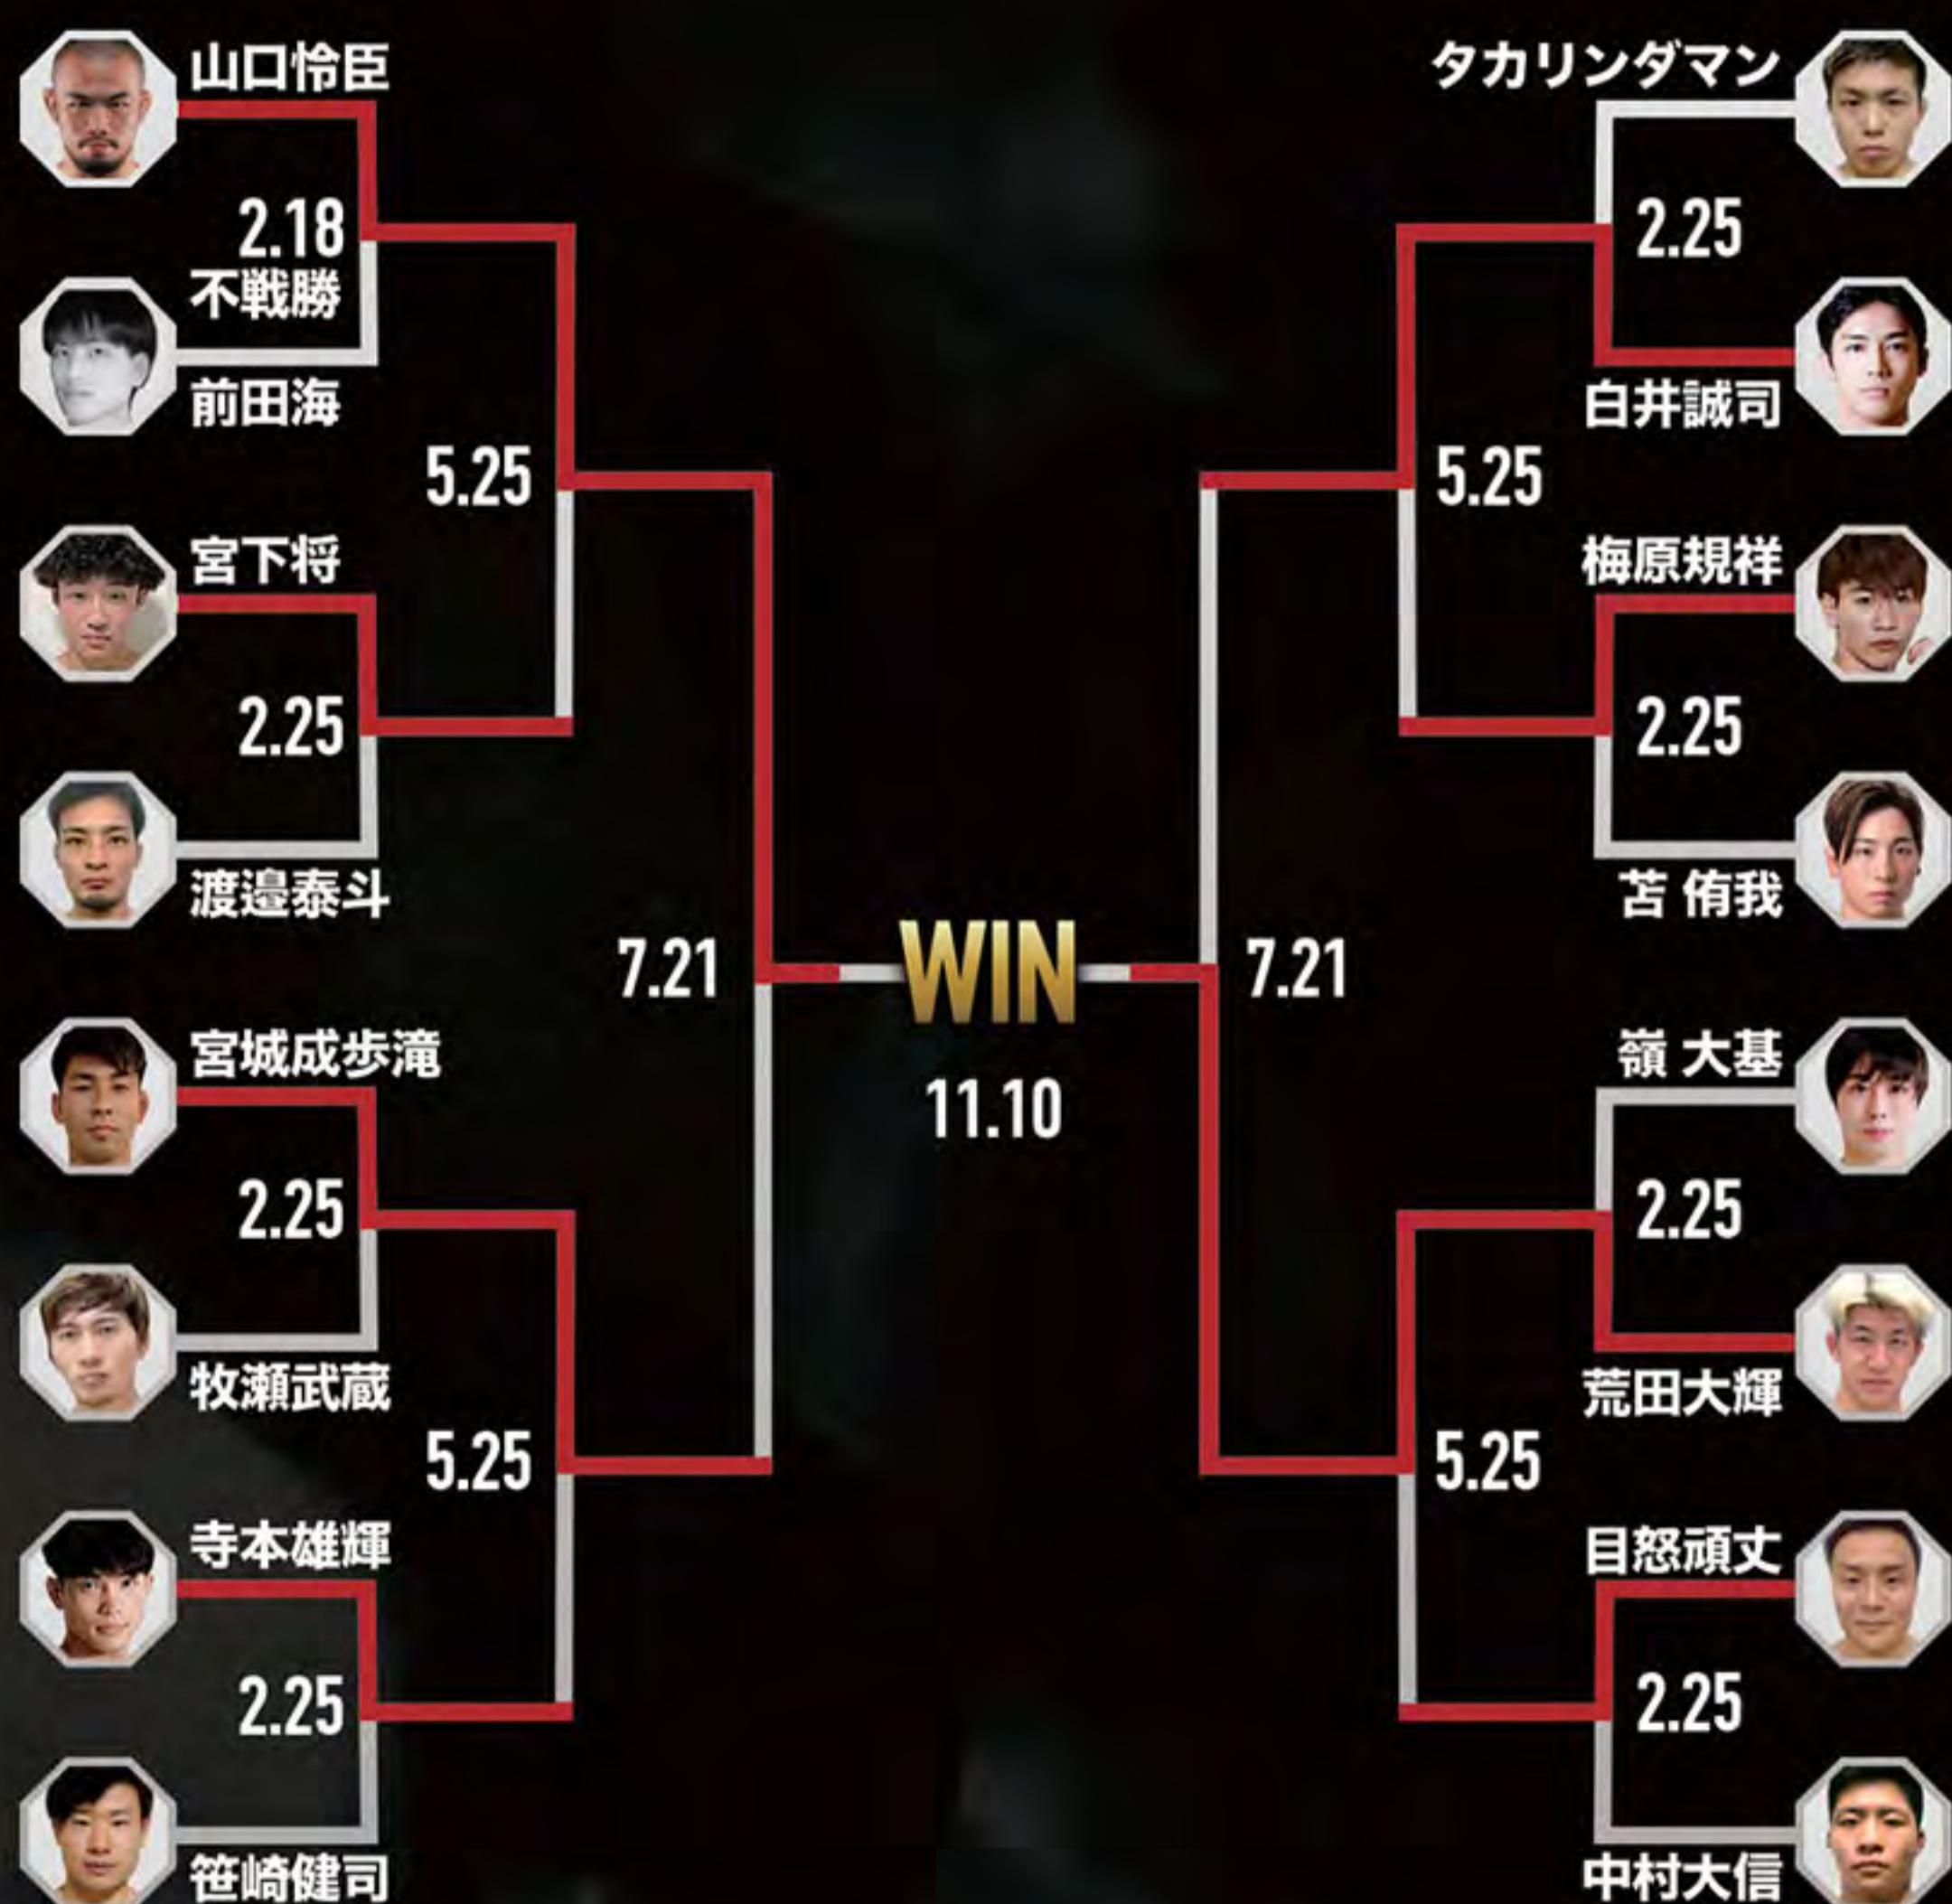 山口怜臣
2.18
不戦勝
前田海
5.25
宮下将
2.25
渡邉泰斗
7.21
宮城成歩滝
2.25
牧瀬武蔵
5.25
寺本雄輝
2.25
笹崎健司
WIN
11.10
タカリンダマン
2.25
白井誠司
5.25
梅原規祥
2.25
苫 侑我
7.21
嶺 大基
2.25
荒田大輝
5.25
目怒頑丈
2.25
中村大信